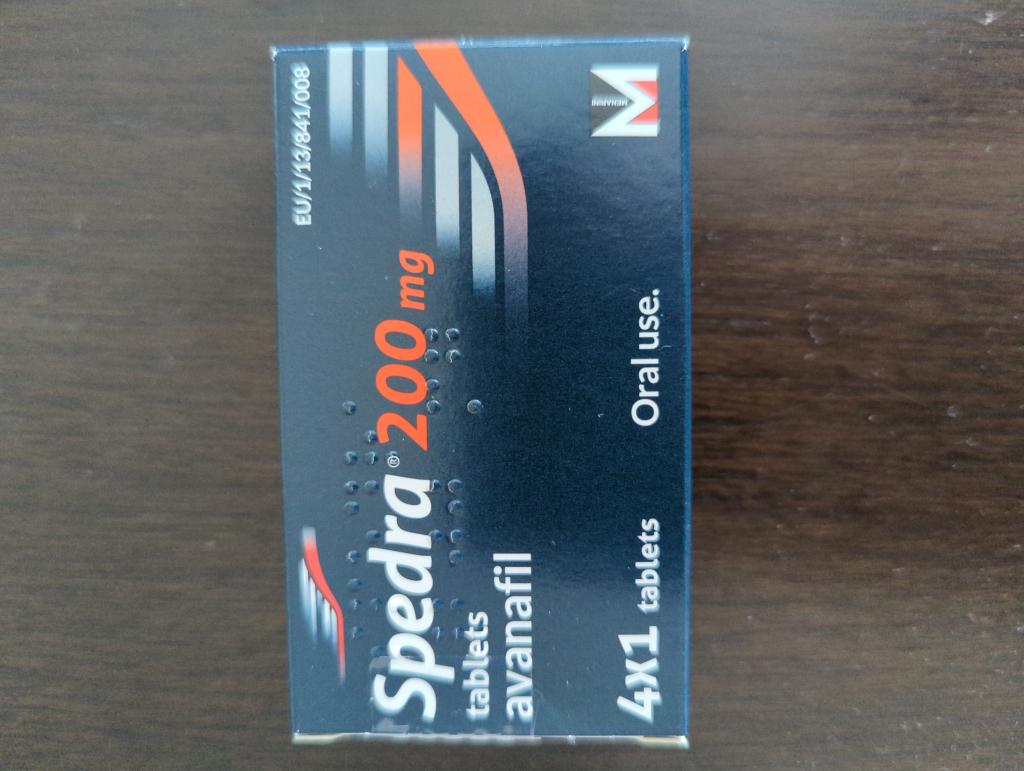 EU/1/13/841/008
Spedra® 200 mg
tablets
avanafil
4x1 tablets
Oral use.
MENARINI